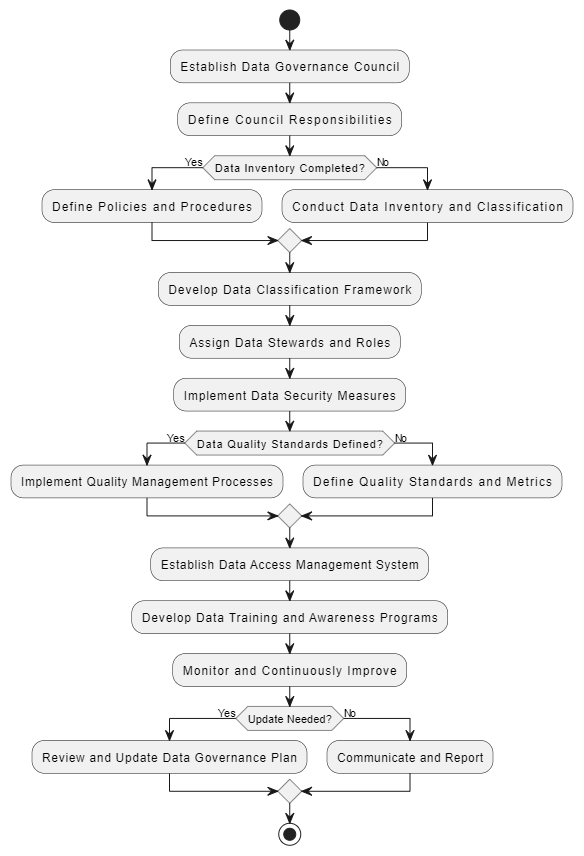 Establish Data Governance Council
Define Council Responsibilities
Yes
Data Inventory Completed?
No
Define Policies and Procedures
Conduct Data Inventory and Classification
Develop Data Classification Framework
Assign Data Stewards and Roles
Implement Data Security Measures
Yes
Data Quality Standards Defined?
No
Implement Quality Management Processes
Define Quality Standards and Metrics
Establish Data Access Management System
Develop Data Training and Awareness Programs
Monitor and Continuously Improve
Yes
Update Needed?
No
Review and Update Data Governance Plan
Communicate and Report